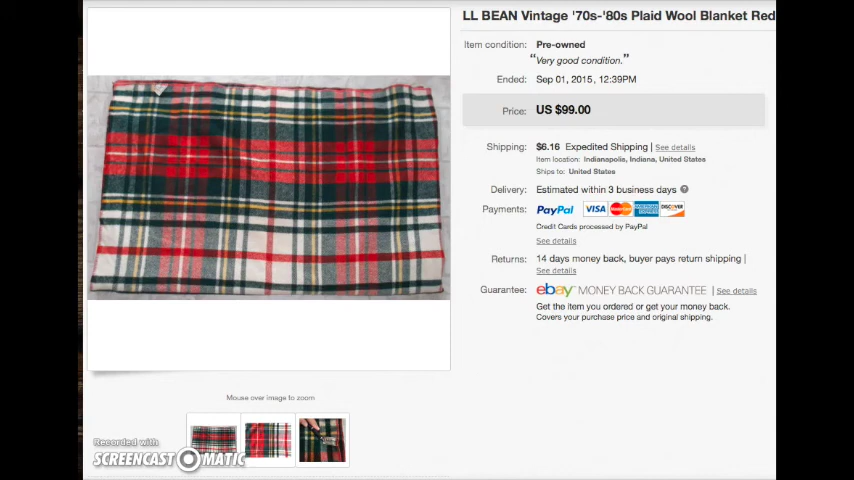 LL BEAN Vintage '70s-'80s Plaid Wool Blanket Red
Item condition: Pre-owned
“Very good condition.”
Ended: Sep 01, 2015, 12:39PM
Price: US $99.00
Shipping: $6.16 Expedited Shipping | See details
Item location: Indianapolis, Indiana, United States
Ships to: United States
Delivery: Estimated within 3 business days ?
Payments: PayPal VISA MasterCard AMERICAN EXPRESS DISCOVER
Credit Cards processed by PayPal
See details
Returns: 14 days money back, buyer pays return shipping |
See details
Guarantee: ebay MONEY BACK GUARANTEE | See details
Get the item you ordered or get your money back.
Covers your purchase price and original shipping.
Mouse over image to zoom
Recorded with
SCREENCAST-O-MATIC